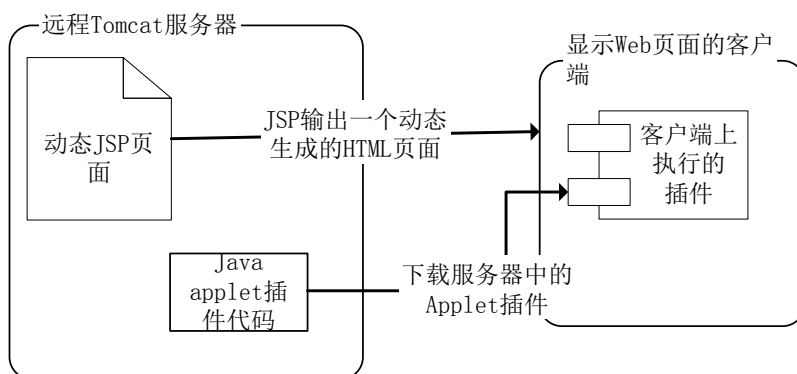 远程Tomcat服务器
动态JSP页
面
JSP输出一个动态
生成的HTML页面
Java
applet插
件代码
下载服务器中的
Applet插件
显示Web页面的客户
端
客户端上
执行的
插件